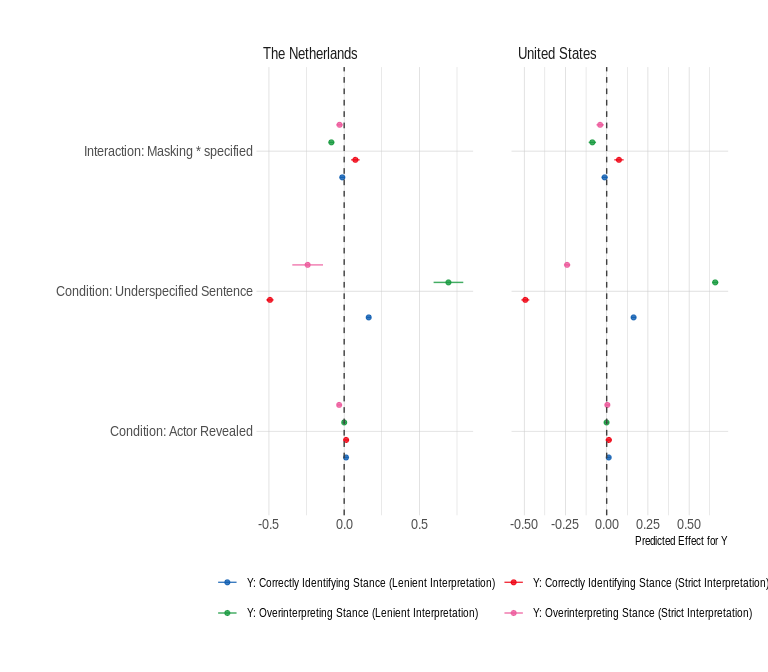 The Netherlands
United States
Interaction: Masking * specified
Condition: Underspecified Sentence
Condition: Actor Revealed
-0.5 0.0 0.5
-0.50 -0.25 0.00 0.25 0.50
Predicted Effect for Y
Y: Correctly Identifying Stance (Lenient Interpretation)
Y: Correctly Identifying Stance (Strict Interpretation)
Y: Overinterpreting Stance (Lenient Interpretation)
Y: Overinterpreting Stance (Strict Interpretation)